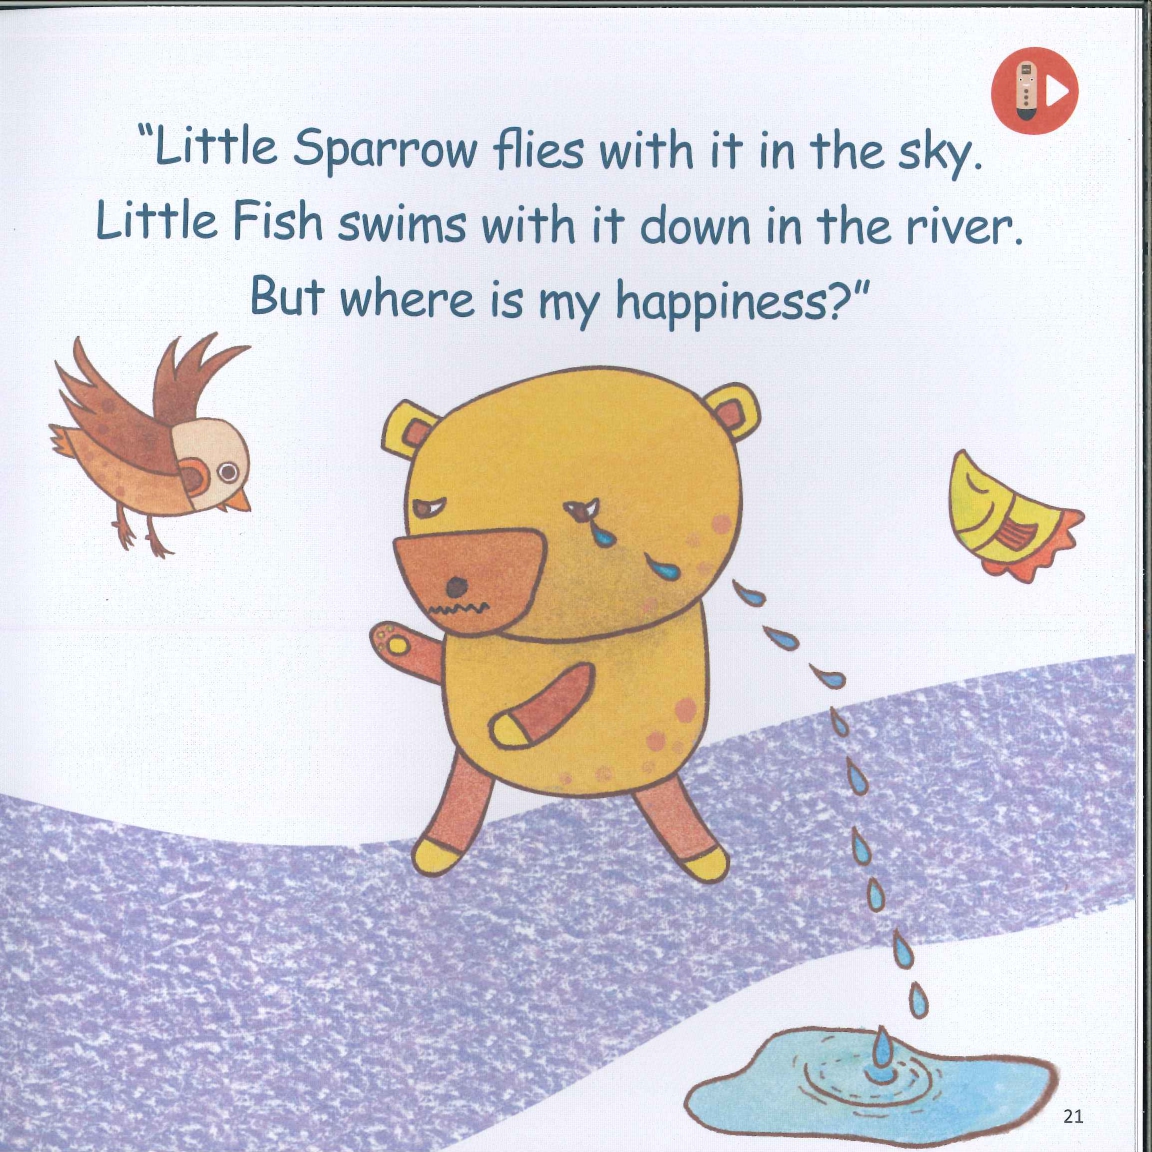 “Little Sparrow flies with it in the sky.
Little Fish swims with it down in the river.
But where is my happiness?”
21